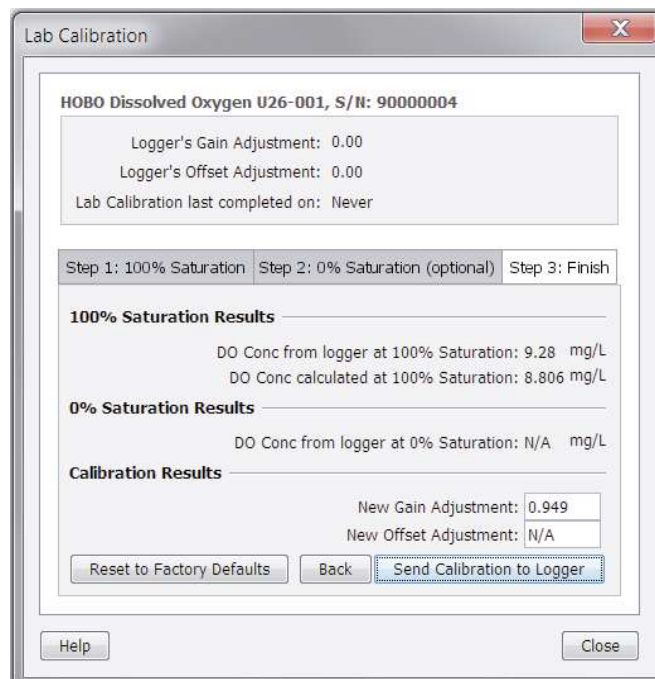 Lab Calibration
HOBO Dissolved Oxygen U26-001, S/N: 90000004
Logger's Gain Adjustment: 0.00
Logger's Offset Adjustment: 0.00
Lab Calibration last completed on: Never
Step 1: 100% Saturation Step 2: 0% Saturation (optional) Step 3: Finish
100% Saturation Results
DO Conc from logger at 100% Saturation: 9.28 mg/L
DO Conc calculated at 100% Saturation: 8.806 mg/L
0% Saturation Results
DO Conc from logger at 0% Saturation: N/A mg/L
Calibration Results
New Gain Adjustment: 0.949
New Offset Adjustment: N/A
Reset to Factory Defaults Back Send Calibration to Logger
Help Close